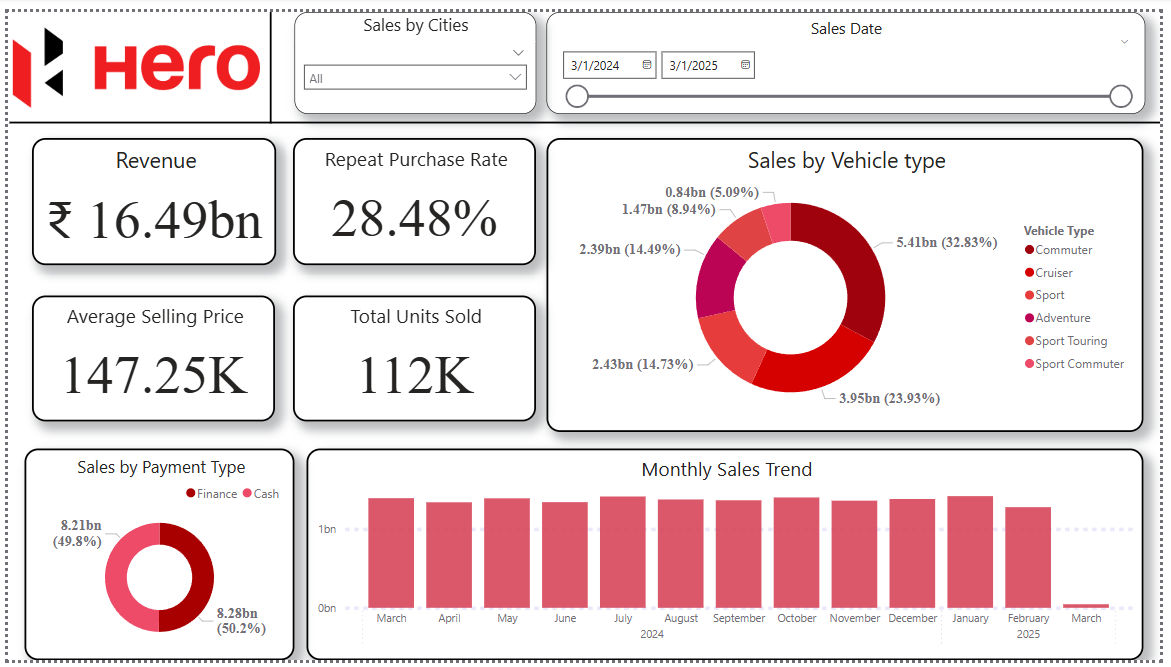 Hero
Sales by Cities
All
Sales Date
3/1/2024
3/1/2025
Revenue
₹ 16.49bn
Repeat Purchase Rate
28.48%
Average Selling Price
147.25K
Total Units Sold
112K
Sales by Vehicle type
0.84bn (5.09%)
1.47bn (8.94%)
2.39bn (14.49%)
2.43bn (14.73%)
5.41bn (32.83%)
3.95bn (23.93%)
Vehicle Type
Commuter
Cruiser
Sport
Adventure
Sport Touring
Sport Commuter
Sales by Payment Type
Finance Cash
8.21bn
(49.8%)
8.28bn
(50.2%)
Monthly Sales Trend
1bn
0bn
March April May June July August September October November December January February March
2024 2025